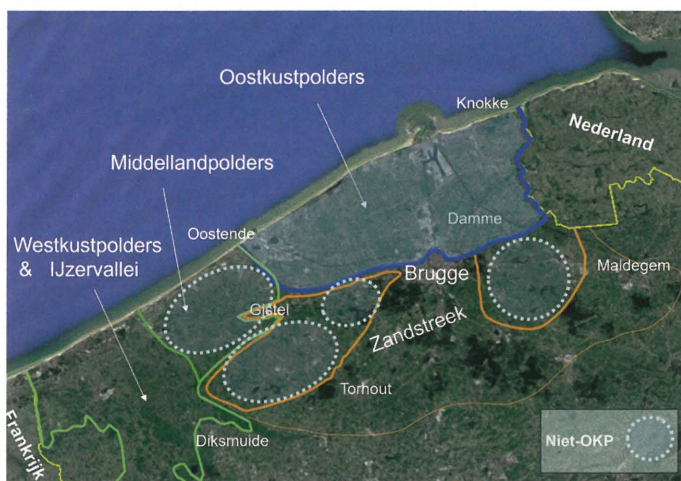 Oostkustpolders
Knokke
Nederland
Middellandpolders
Damme
Oostende
Westkustpolders
& IJzervallei
Brugge
Maldegem
Gistel
Zandstreek
Torhout
Frankrijk
Diksmuide
Niet-OKP